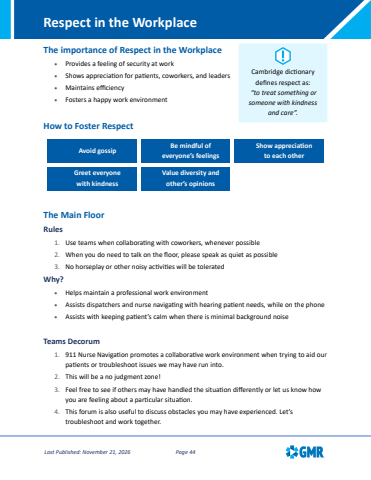 Respect in the Workplace
The importance of Respect in the Workplace
• Provides a feeling of security at work
• Shows appreciation for patients, coworkers, and leaders
• Maintains efficiency
• Fosters a happy work environment
Cambridge dictionary
defines respect as:
"to treat something or
someone with kindness
and care".
How to Foster Respect
Avoid gossip
Be mindful of
everyone's feelings
Show appreciation
to each other
Greet everyone
with kindness
Value diversity and
other's opinions
The Main Floor
Rules
1. Use teams when collaborating with coworkers, whenever possible
2. When you do need to talk on the floor, please speak as quiet as possible
3. No horseplay or other noisy activities will be tolerated
Why?
• Helps maintain a professional work environment
• Assists dispatchers and nurse navigating with hearing patient needs, while on the phone
• Assists with keeping patient's calm when there is minimal background noise
Teams Decorum
1. 911 Nurse Navigation promotes a collaborative work environment when trying to aid our
patients or troubleshoot issues we may have run into.
2. This will be a no judgment zone!
3. Feel free to see if others may have handled the situation differently or let us know how
you are feeling about a particular situation.
4. This forum is also useful to discuss obstacles you may have experienced. Let's
troubleshoot and work together.
Last Published: November 21, 2026 Page 44
GMR